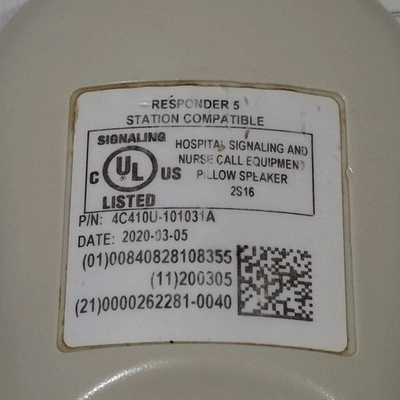 RESPONDER 5
STATION COMPATIBLE
SIGNALING
C UL US
LISTED
HOSPITAL SIGNALING AND
NURSE CALL EQUIPMENT
PILLOW SPEAKER
2S16
P/N: 4C410U-101031A
DATE: 2020-03-05
(01)00840828108355
(11)200305
(21)0000262281-0040